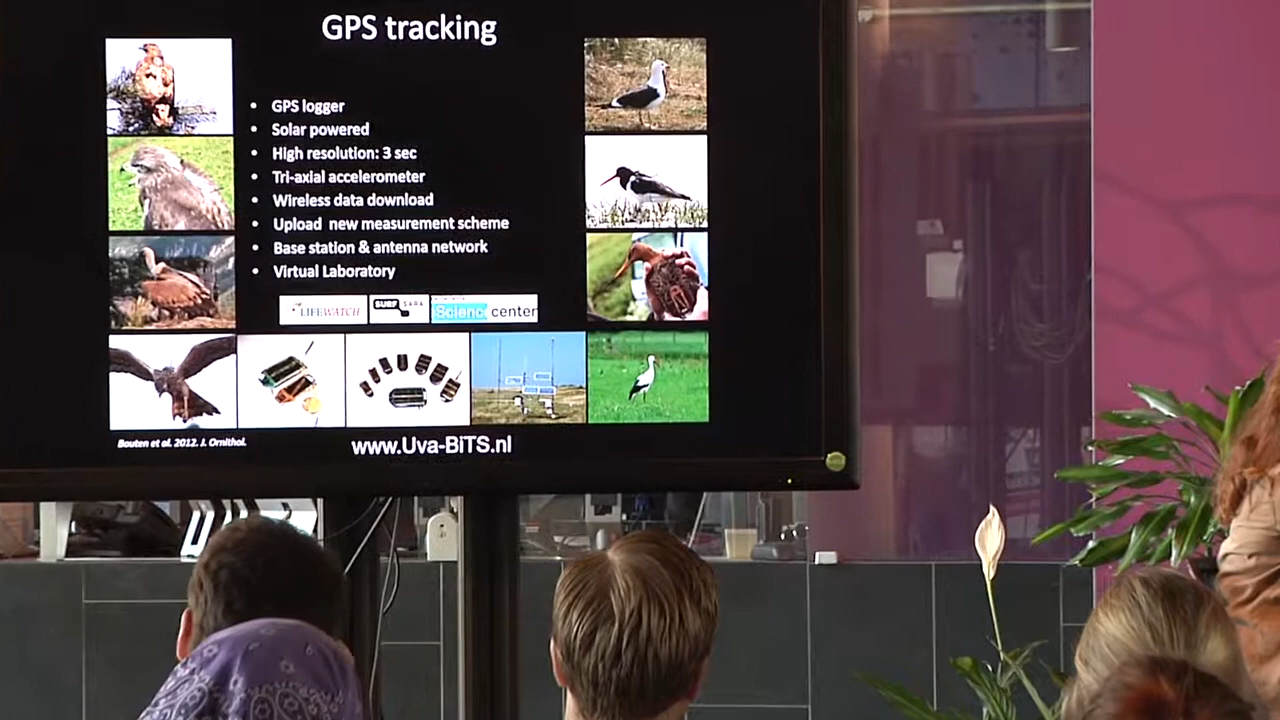 GPS tracking
• GPS logger
• Solar powered
• High resolution: 3 sec
• Tri-axial accelerometer
• Wireless data download
• Upload new measurement scheme
• Base station & antenna network
• Virtual Laboratory
LIFEWATCH
SURF SARA
Science center
Bouten et al. 2012. J. Ornithol.
www.Uva-BiTS.nl